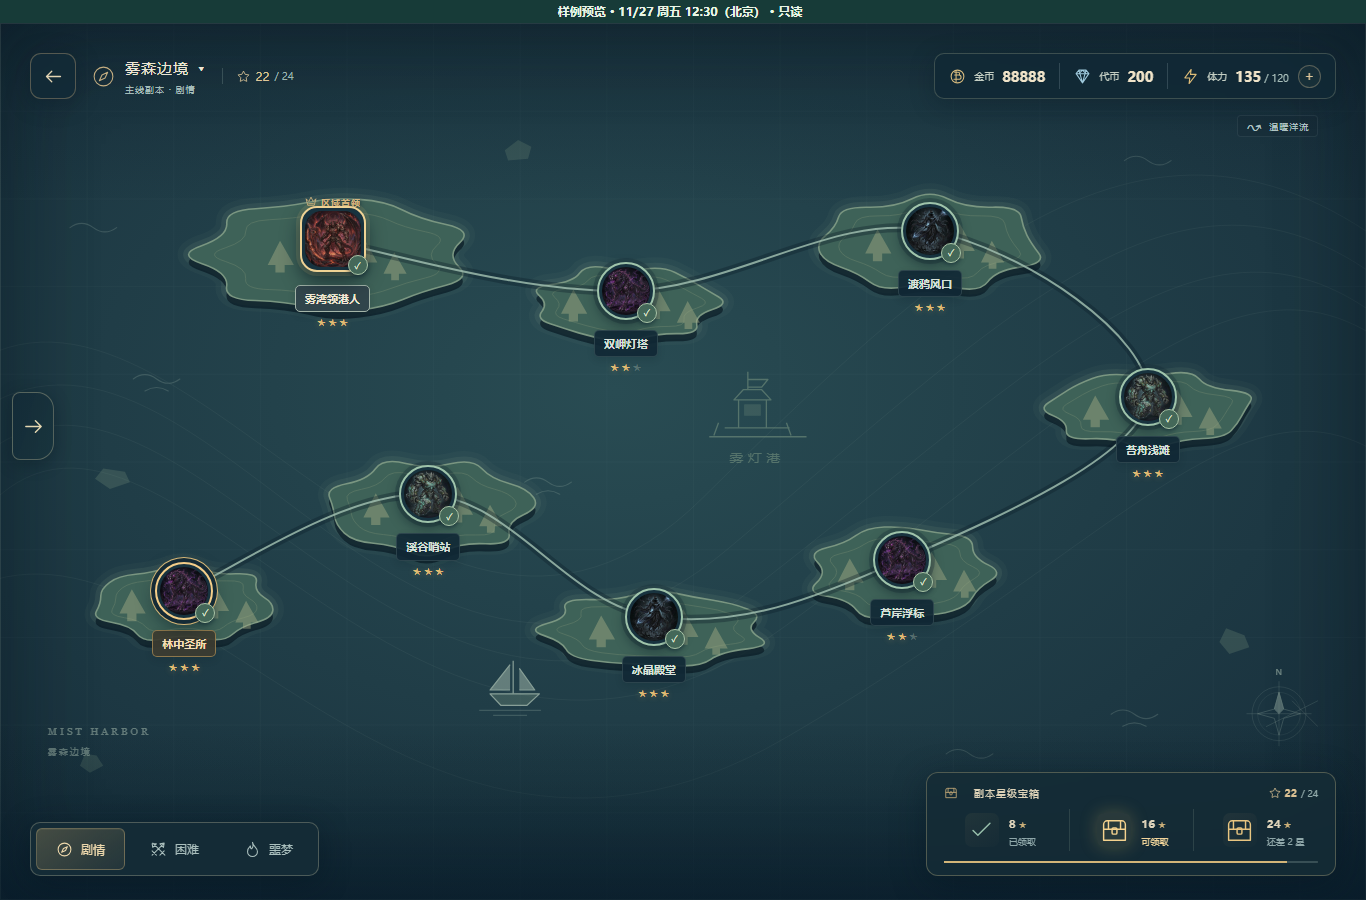 样例预览 • 11/27 周五 12:30（北京） • 只读
雾森边境
主线副本 · 剧情
22 / 24
金币 88888
代币 200
体力 135 / 120 +
温暖洋流
区域首领
雾湾领港人
双岬灯塔
渡鸦风口
苔舟浅滩
雾灯港
溪谷哨站
林中圣所
冰晶殿堂
芦岸浮标
N
MIST HARBOR
雾森边境
剧情
困难
噩梦
副本星级宝箱
22 / 24
8 ★
已领取
16 ★
可领取
24 ★
还差 2 星